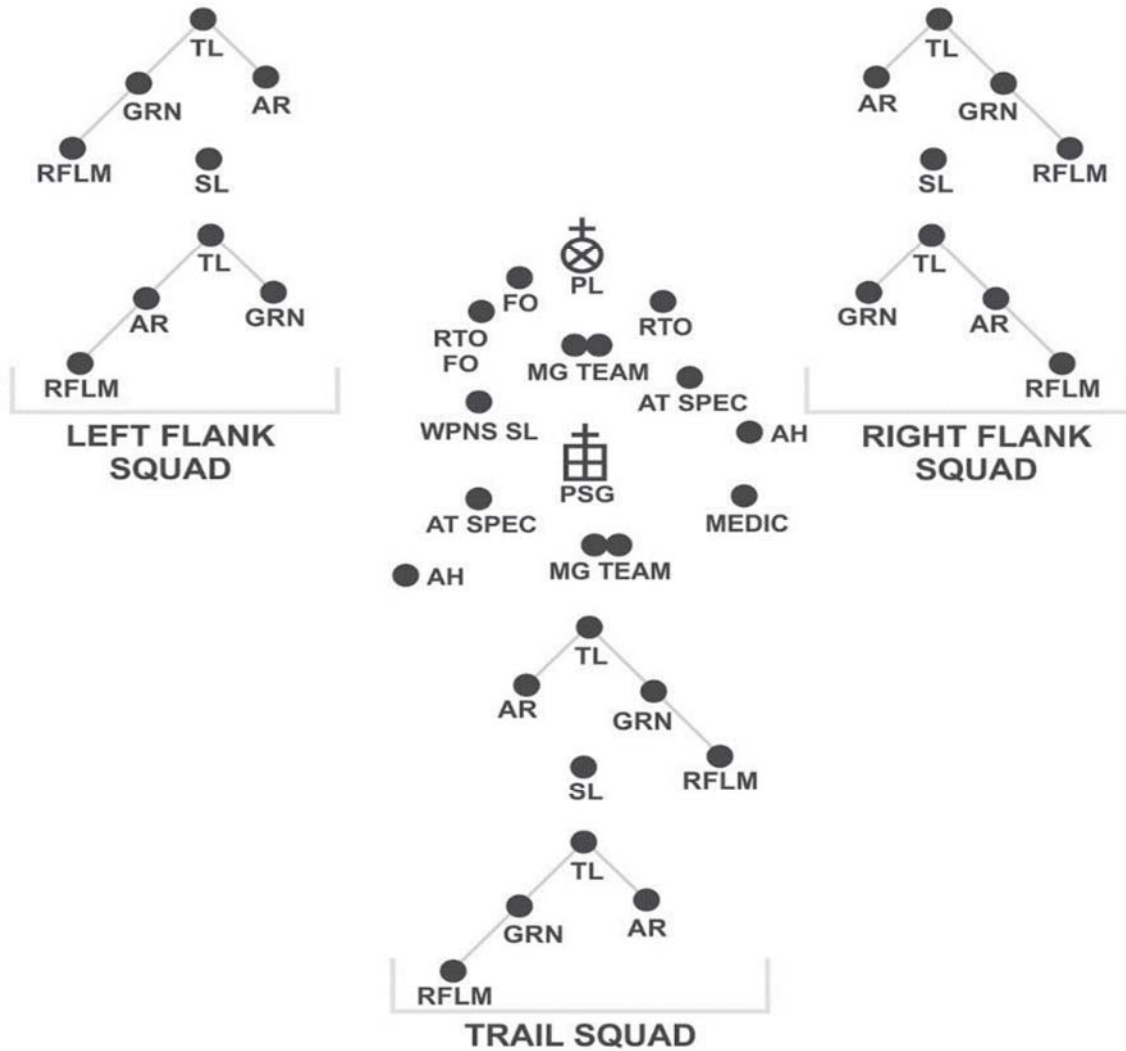 TL
GRN
AR
RFLM
SL
TL
AR
GRN
RFLM
LEFT FLANK
SQUAD
PL
FO
RTO
FO
RTO
MG TEAM
AT SPEC
WPNS SL
AH
PSG
AT SPEC
MEDIC
MG TEAM
AH
TL
AR
GRN
SL
RFLM
TL
GRN
AR
RFLM
RIGHT FLANK
SQUAD
TL
AR
GRN
RFLM
SL
TL
GRN
AR
RFLM
TRAIL SQUAD